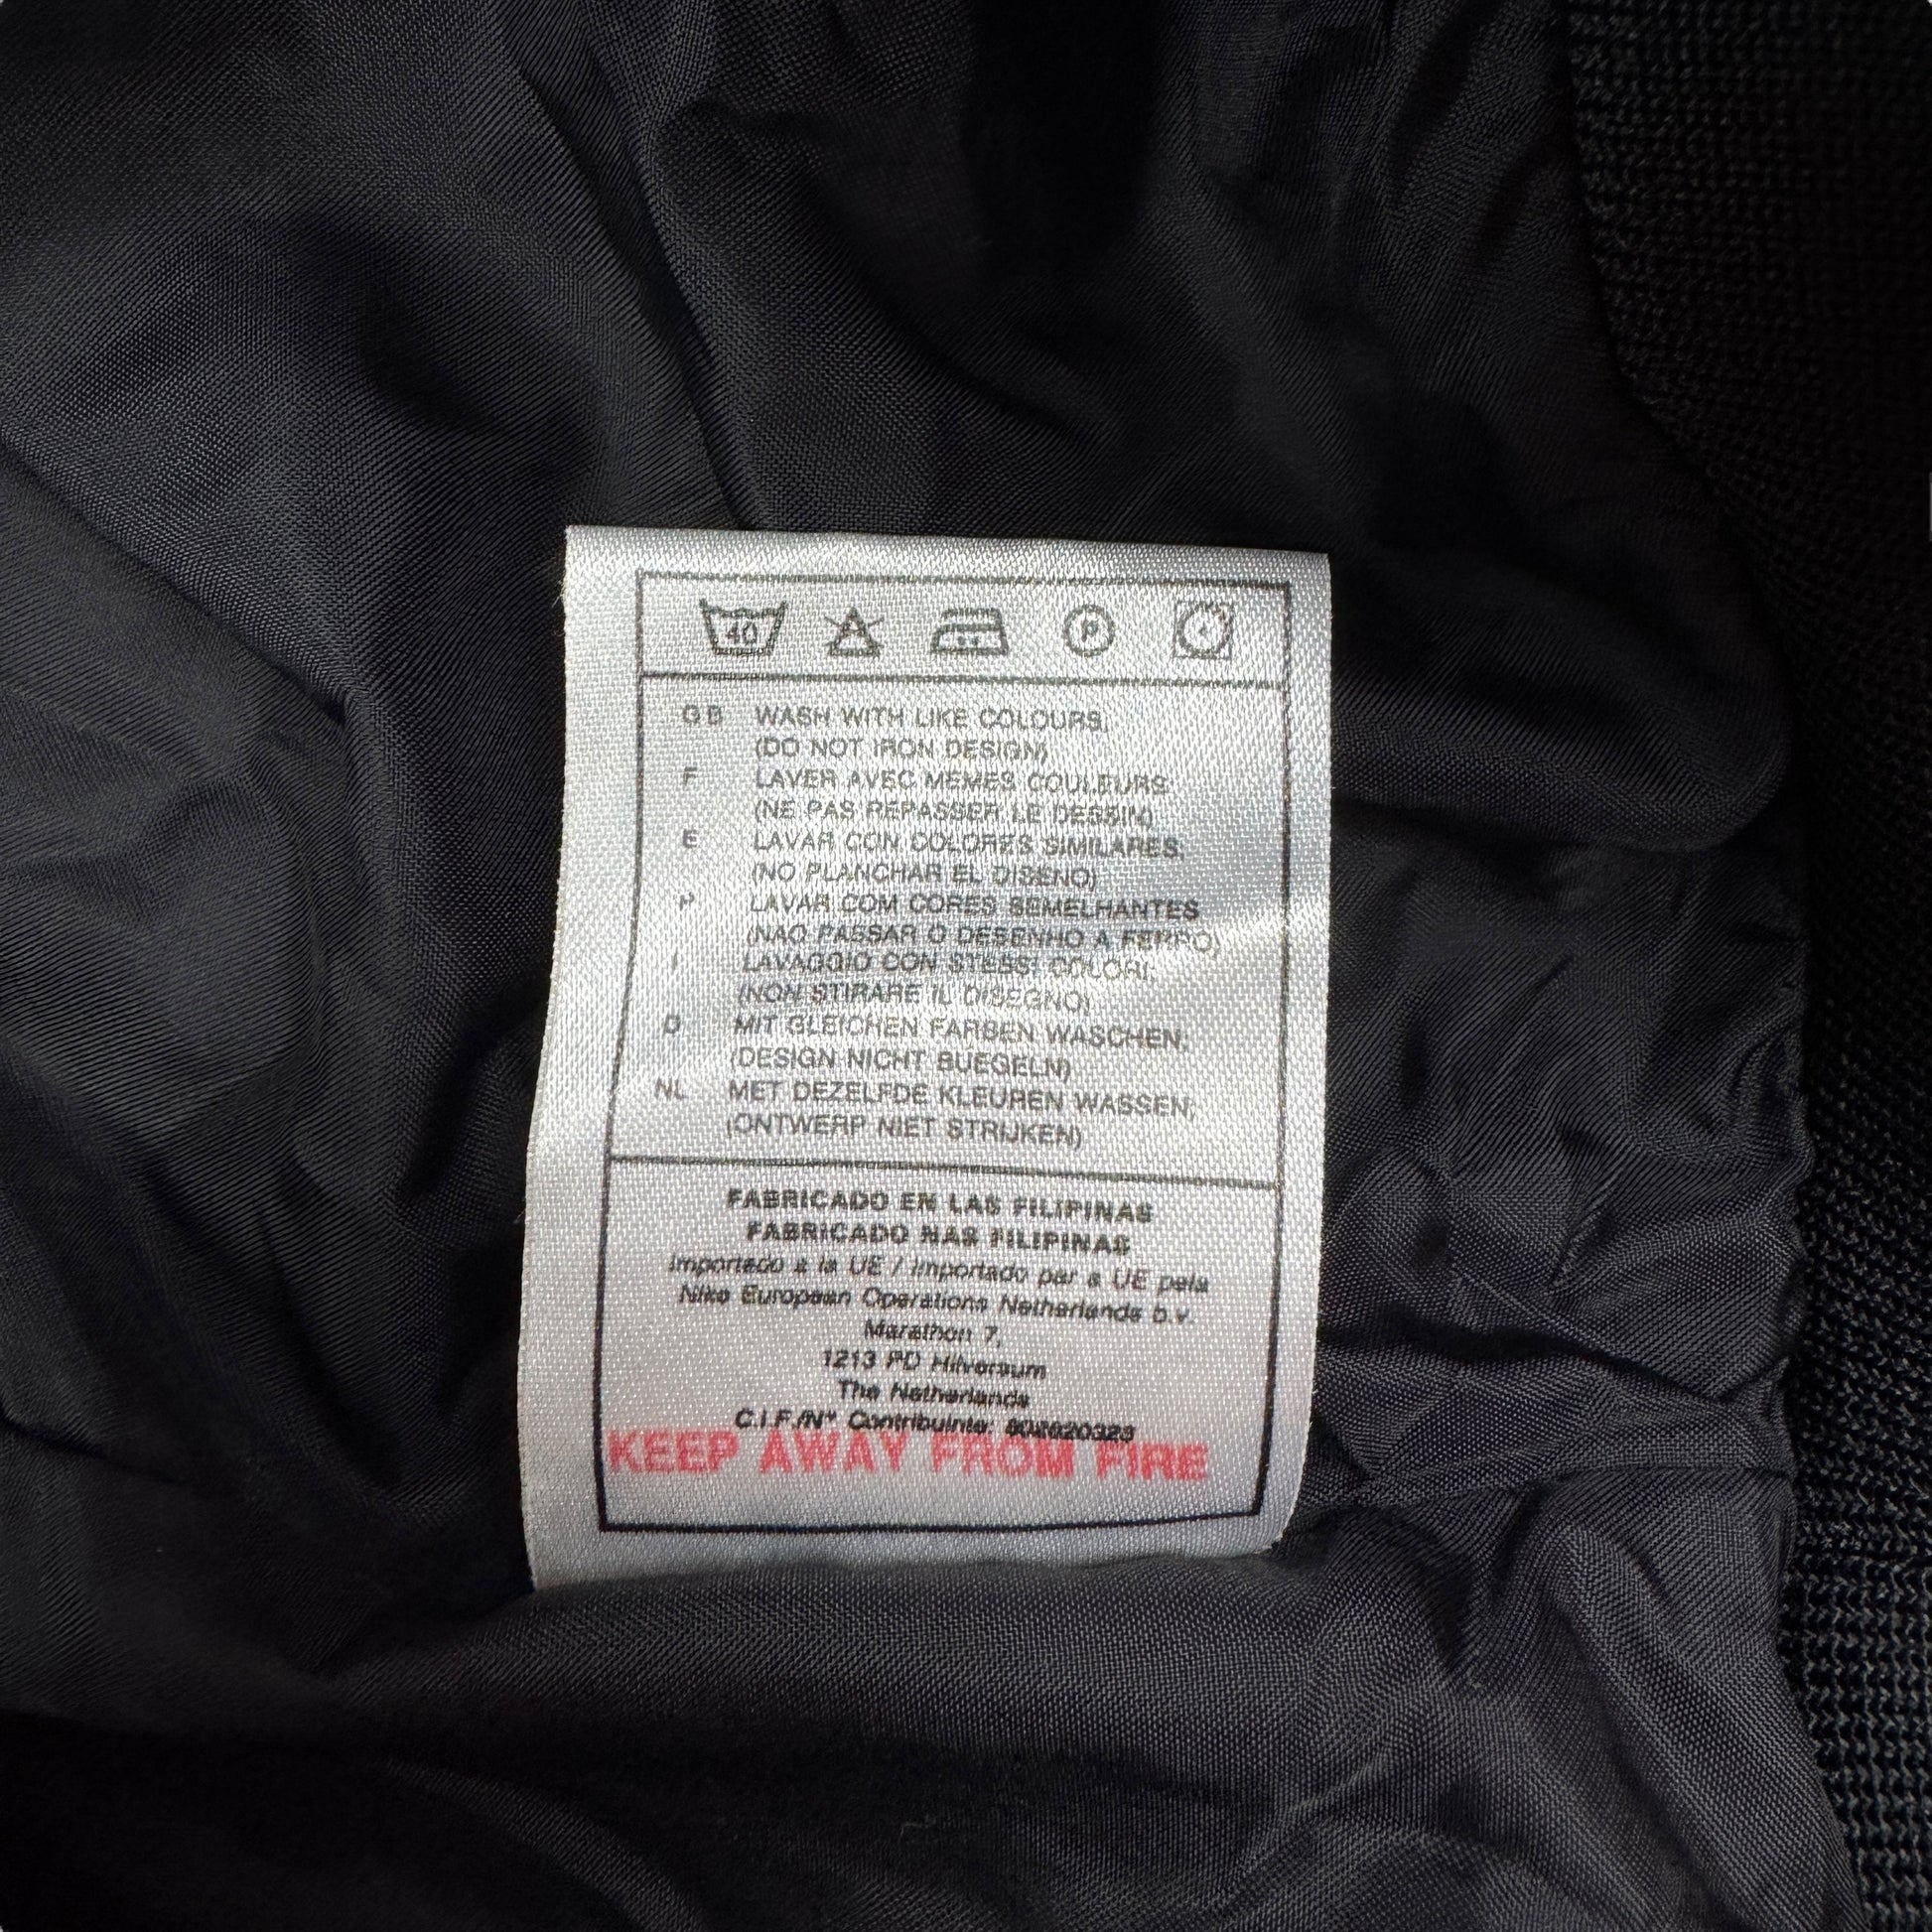 40 P
GB WASH WITH LIKE COLOURS;
(DO NOT IRON DESIGN)
F LAVER AVEC MEMES COULEURS
(NE PAS REPASSER LE DESSIN)
E LAVAR CON COLORES SIMILARES;
(NO PLANCHAR EL DISENO)
P LAVAR COM CORES SEMELHANTES
(NAO PASSAR O DESENHO A FERRO)
I LAVAGGIO CON STESSI COLORI;
(NON STIRARE IL DISEGNO)
D MIT GLEICHEN FARBEN WASCHEN;
(DESIGN NICHT BUEGELN)
NL MET DEZELFDE KLEUREN WASSEN;
(ONTWERP NIET STRIJKEN)
FABRICADO EN LAS FILIPINAS
FABRICADO NAS FILIPINAS
Importado a la UE / Importado par a UE pela
Nike European Operations Netherlands b.v.
Marathon 7,
1213 PD Hilversum
The Netherlands
C.I.F./N° Contribuinte:
KEEP AWAY FROM FIRE